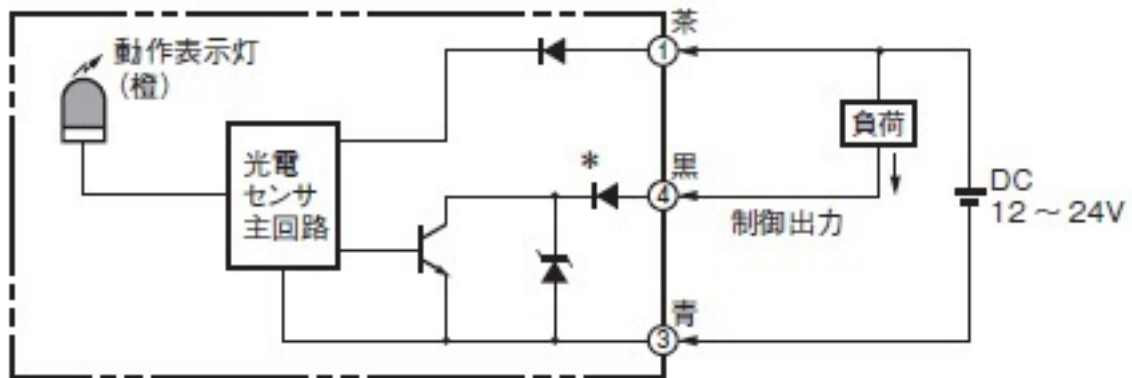 動作表示灯
(橙)
光電
センサ
主回路
*
茶
①
黒
④
青
③
制御出力
負荷
DC
12～24V